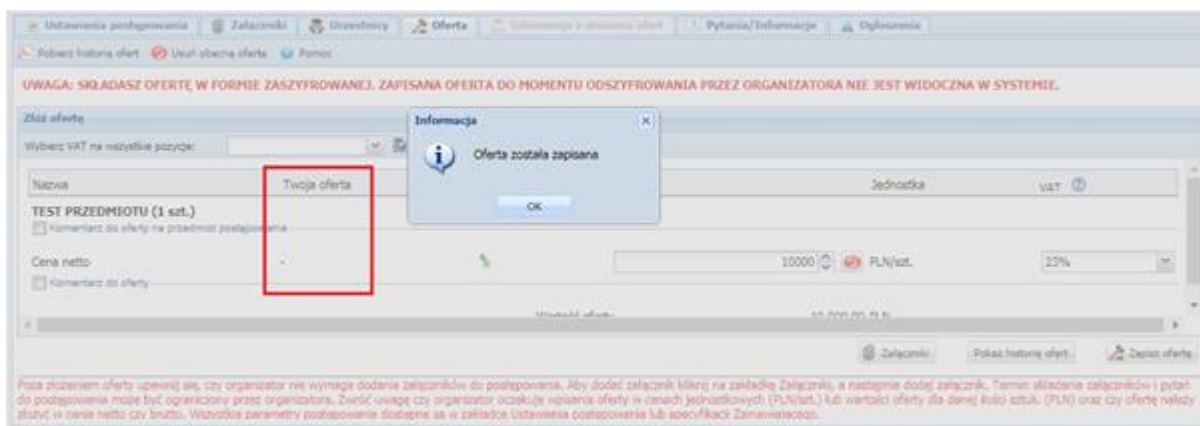 Ustawienia postępowania Załączniki Uczestnicy Oferta Informacja z otwarcia ofert Pytania/Informacje Ogłoszenia
Pobierz historię ofert Usuń obecną ofertę Pomoc
UWAGA: SKŁADASZ OFERTĘ W FORMIE ZASZYFROWANEJ. ZAPISANA OFERTA DO MOMENTU ODSZYFROWANIA PRZEZ ORGANIZATORA NIE JEST WIDOCZNA W SYSTEMIE.
Złóż ofertę
Informacja
Wybierz VAT na wszystkie pozycje:
Oferta została zapisana
Nazwa Twoja oferta Jednostka VAT
OK
TEST PRZEDMIOTU (1 szt.)
Komentarz do oferty na przedmiot postępowania
Cena netto - 10000 PLN/szt. 23%
Komentarz do oferty
Wartość oferty 10 000,00 PLN
Załączniki Pokaż historię ofert Zapisz ofertę
Poza złożeniem oferty upewnij się, czy organizator nie wymaga dodania załączników do postępowania. Aby dodać załącznik kliknij na zakładkę Załączniki, a następnie dodaj załącznik. Termin składania załączników i pytań
do postępowania może być ograniczony przez organizatora. Zwróć uwagę czy organizator oczekuje wpisania oferty w cenach jednostkowych (PLN/szt.) lub wartości oferty dla danej ilości sztuk. (PLN) oraz czy ofertę należy
złożyć w cenie netto czy brutto. Wszystkie parametry postępowania dostępne są w zakładce Ustawienia postępowania lub specyfikacji Zamawiającego.